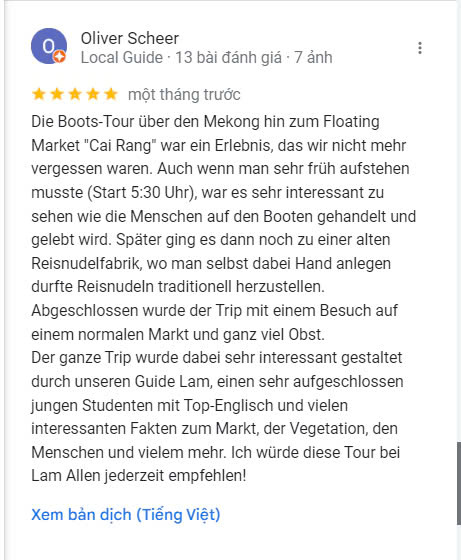 O
Oliver Scheer
Local Guide · 13 bài đánh giá · 7 ảnh
một tháng trước
Die Boots-Tour über den Mekong hin zum Floating
Market "Cai Rang" war ein Erlebnis, das wir nicht mehr
vergessen waren. Auch wenn man sehr früh aufstehen
musste (Start 5:30 Uhr), war es sehr interessant zu
sehen wie die Menschen auf den Booten gehandelt und
gelebt wird. Später ging es dann noch zu einer alten
Reisnudelfabrik, wo man selbst dabei Hand anlegen
durfte Reisnudeln traditionell herzustellen.
Abgeschlossen wurde der Trip mit einem Besuch auf
einem normalen Markt und ganz viel Obst.
Der ganze Trip wurde dabei sehr interessant gestaltet
durch unseren Guide Lam, einen sehr aufgeschlossen
jungen Studenten mit Top-Englisch und vielen
interessanten Fakten zum Markt, der Vegetation, den
Menschen und vielem mehr. Ich würde diese Tour bei
Lam Allen jederzeit empfehlen!
Xem bản dịch (Tiếng Việt)